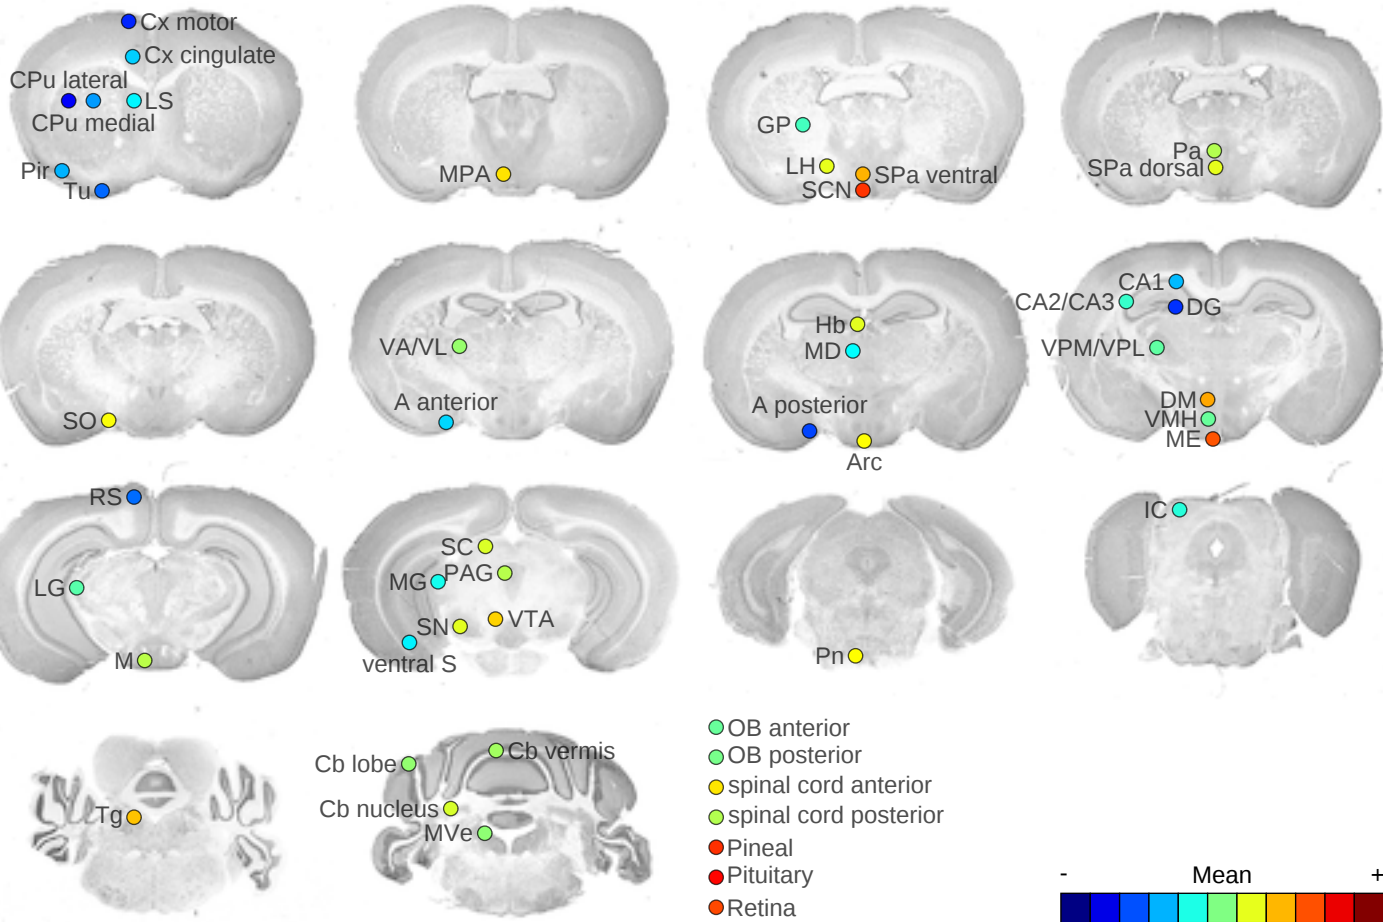 Cx motor
Cx cingulate
CPu lateral
LS
CPu medial
Pir
Tu
MPA
GP
LH
SPa ventral
SCN
Pa
SPa dorsal
SO
VA/VL
A anterior
Hb
MD
A posterior
Arc
CA1
CA2/CA3
DG
VPM/VPL
DM
VMH
ME
RS
LG
M
SC
MG
PAG
SN
VTA
ventral S
Pn
IC
Tg
Cb lobe
Cb vermis
Cb nucleus
MVe
OB anterior
OB posterior
spinal cord anterior
spinal cord posterior
Pineal
Pituitary
Retina
- Mean +